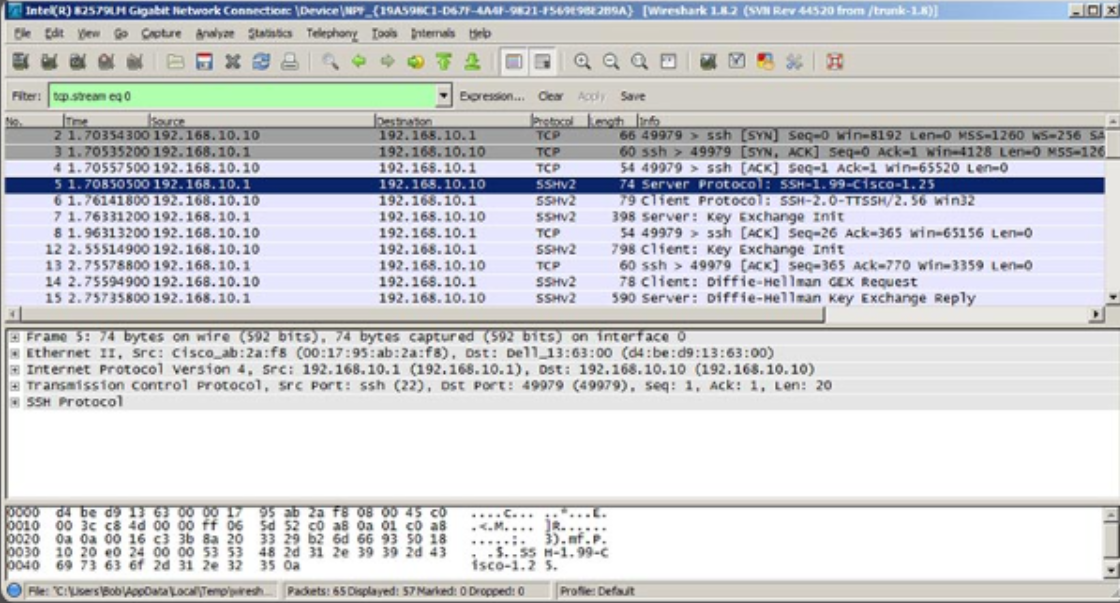 Intel(R) 82579LM Gigabit Network Connection: \Device\NPF_{19A598C1-D67F-4A4F-9821-F569E98E2B9A} [Wireshark 1.8.2 (SVN Rev 44520 from /trunk-1.8)]
File Edit View Go Capture Analyze Statistics Telephony Tools Internals Help
Filter: tcp.stream eq 0 Expression... Clear Apply Save
No. Time Source Destination Protocol Length Info
2 1.70354300 192.168.10.10 192.168.10.1 TCP 66 49979 > ssh [SYN] Seq=0 Win=8192 Len=0 MSS=1260 WS=256 SA
3 1.70535200 192.168.10.1 192.168.10.10 TCP 60 ssh > 49979 [SYN, ACK] Seq=0 Ack=1 Win=4128 Len=0 MSS=126
4 1.70557500 192.168.10.10 192.168.10.1 TCP 54 49979 > ssh [ACK] Seq=1 Ack=1 Win=65520 Len=0
5 1.70850500 192.168.10.1 192.168.10.10 SSHv2 74 Server Protocol: SSH-1.99-Cisco-1.25
6 1.76141800 192.168.10.10 192.168.10.1 SSHv2 79 Client Protocol: SSH-2.0-TTSSH/2.56 Win32
7 1.76331200 192.168.10.1 192.168.10.10 SSHv2 398 Server: Key Exchange Init
8 1.96313200 192.168.10.10 192.168.10.1 TCP 54 49979 > ssh [ACK] Seq=26 Ack=365 Win=65156 Len=0
12 2.55514900 192.168.10.10 192.168.10.1 SSHv2 798 Client: Key Exchange Init
13 2.75578800 192.168.10.1 192.168.10.10 TCP 60 ssh > 49979 [ACK] Seq=365 Ack=770 Win=3359 Len=0
14 2.75594900 192.168.10.10 192.168.10.1 SSHv2 78 Client: Diffie-Hellman GEX Request
15 2.75735800 192.168.10.1 192.168.10.10 SSHv2 590 Server: Diffie-Hellman Key Exchange Reply
Frame 5: 74 bytes on wire (592 bits), 74 bytes captured (592 bits) on interface 0
Ethernet II, Src: Cisco_ab:2a:f8 (00:17:95:ab:2a:f8), Dst: Dell_13:63:00 (d4:be:d9:13:63:00)
Internet Protocol Version 4, Src: 192.168.10.1 (192.168.10.1), Dst: 192.168.10.10 (192.168.10.10)
Transmission Control Protocol, Src Port: ssh (22), Dst Port: 49979 (49979), Seq: 1, Ack: 1, Len: 20
SSH Protocol
0000 d4 be d9 13 63 00 00 17 95 ab 2a f8 08 00 45 c0 ....c... ..*...E.
0010 00 3c c8 4d 00 00 ff 06 5d 52 c0 a8 0a 01 c0 a8 .<.M.... ]R......
0020 0a 0a 00 16 c3 3b 8a 20 33 29 b2 6d 66 93 50 18 .....;. 3).mf.P.
0030 10 20 e0 24 00 00 53 53 48 2d 31 2e 39 39 2d 43 . .$..SS H-1.99-C
0040 69 73 63 6f 2d 31 2e 32 35 0a isco-1.2 5.
File: "C:\Users\Bob\AppData\Local\Temp\wiresh... Packets: 65 Displayed: 57 Marked: 0 Dropped: 0 Profile: Default